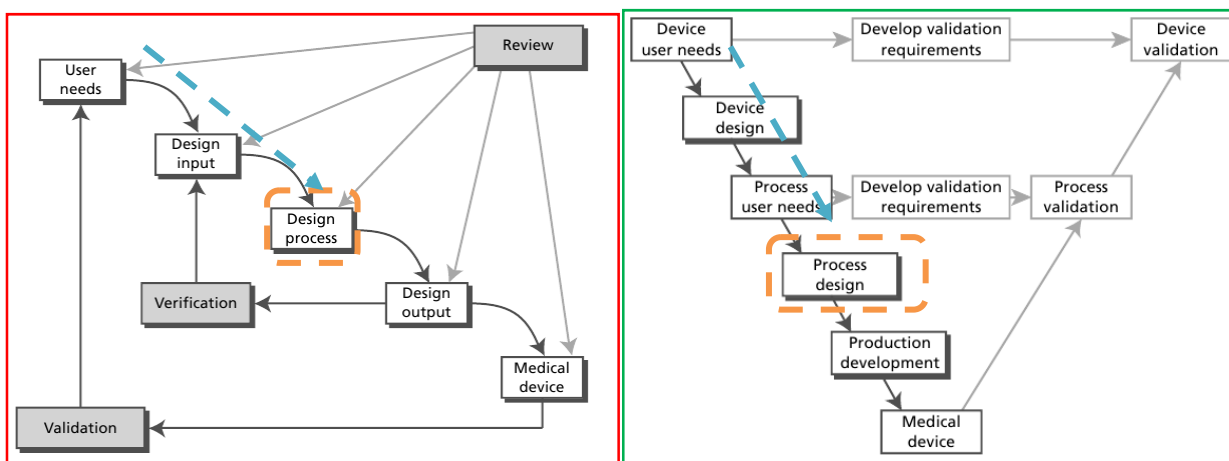 Review
User
needs
Design
input
Design
process
Verification
Design
output
Medical
device
Validation
Device
user needs
Develop validation
requirements
Device
validation
Device
design
Process
user needs
Develop validation
requirements
Process
validation
Process
design
Production
development
Medical
device